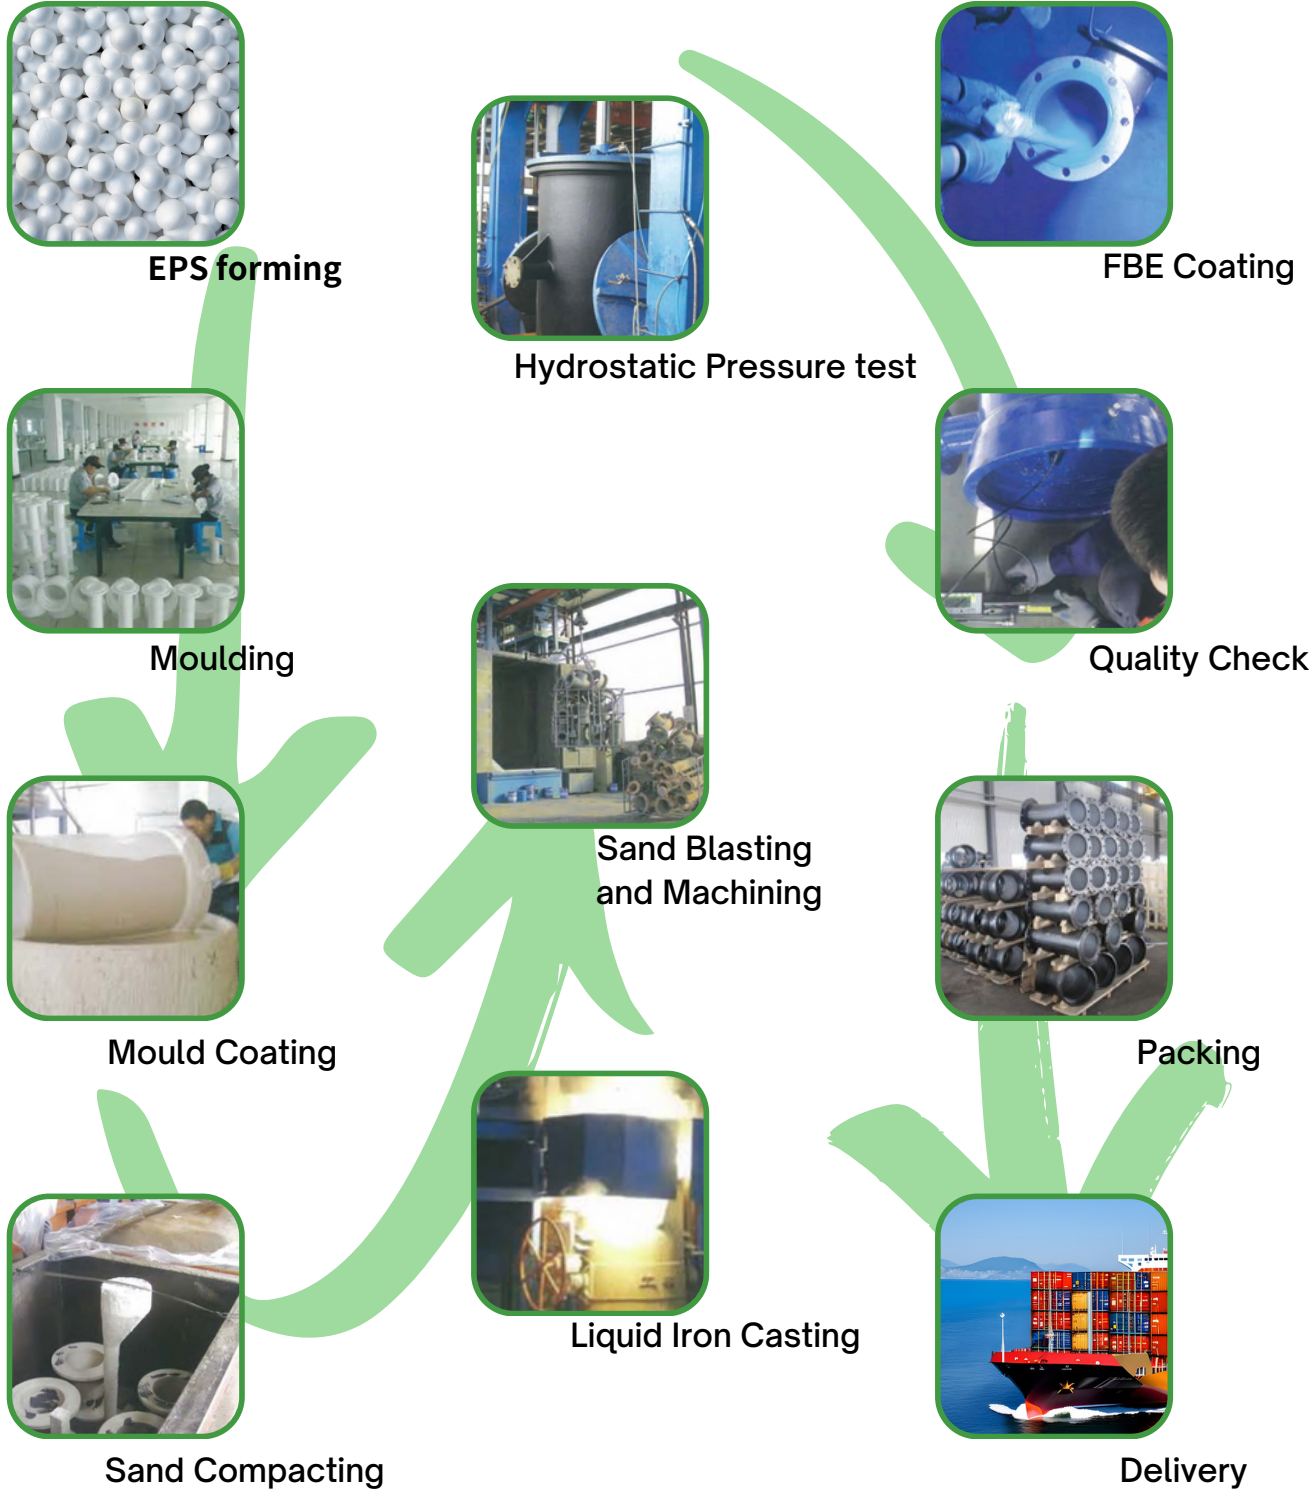 EPS forming
Moulding
Mould Coating
Sand Compacting
Liquid Iron Casting
Sand Blasting
and Machining
Hydrostatic Pressure test
FBE Coating
Quality Check
Packing
Delivery